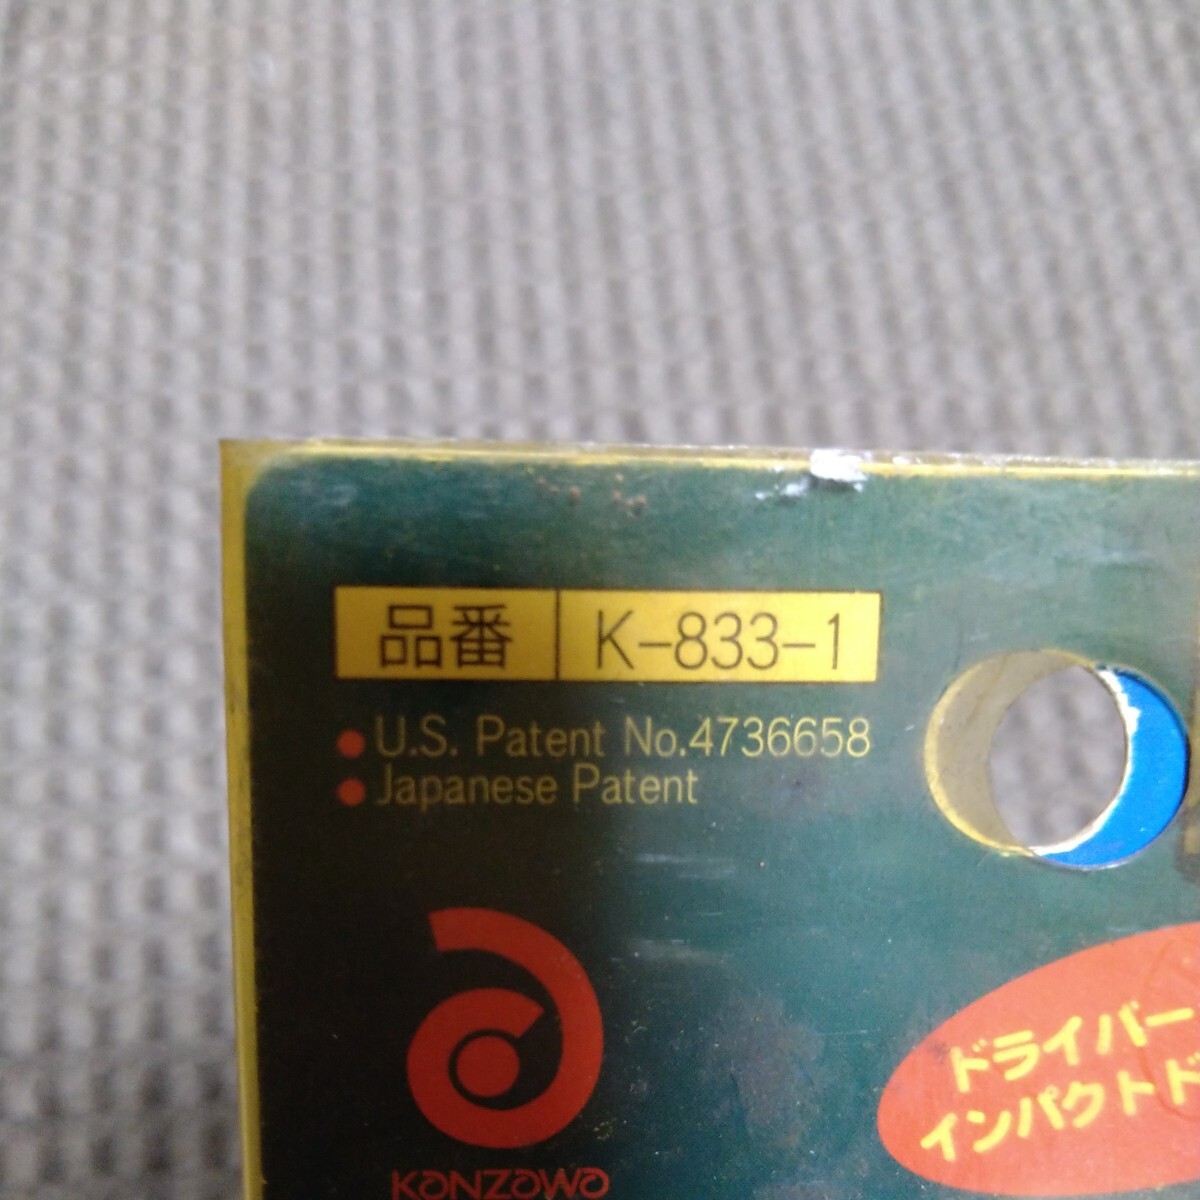 品番 K-833-1
● U.S. Patent No.4736658
● Japanese Patent
KANZAWA
ドライバー
インパクトド